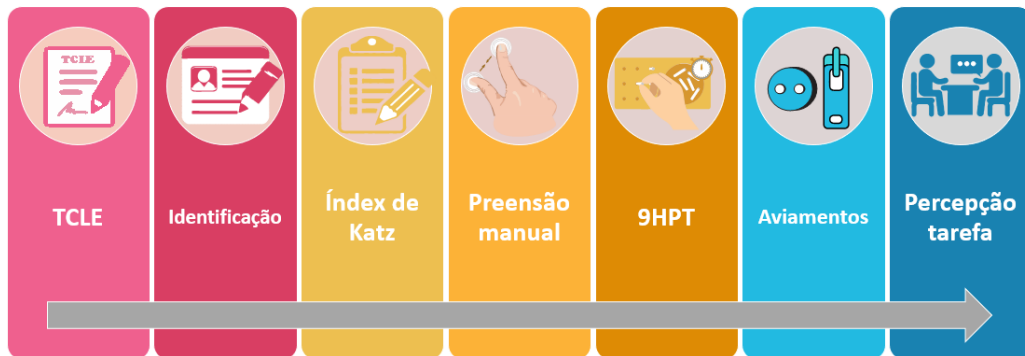 TCLE
TCLE
Identificação
Índex de
Katz
Preensão
manual
9HPT
Aviamentos
Percepção
tarefa